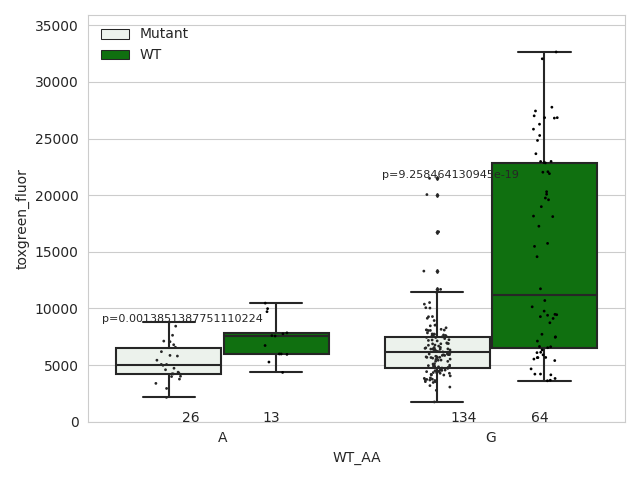 Mutant
WT
toxgreen_fluor
35000
30000
25000
20000
15000
10000
5000
0
p=0.0013851387751110224
p=9.258464130945e-19
26
13
134
64
A
G
WT_AA